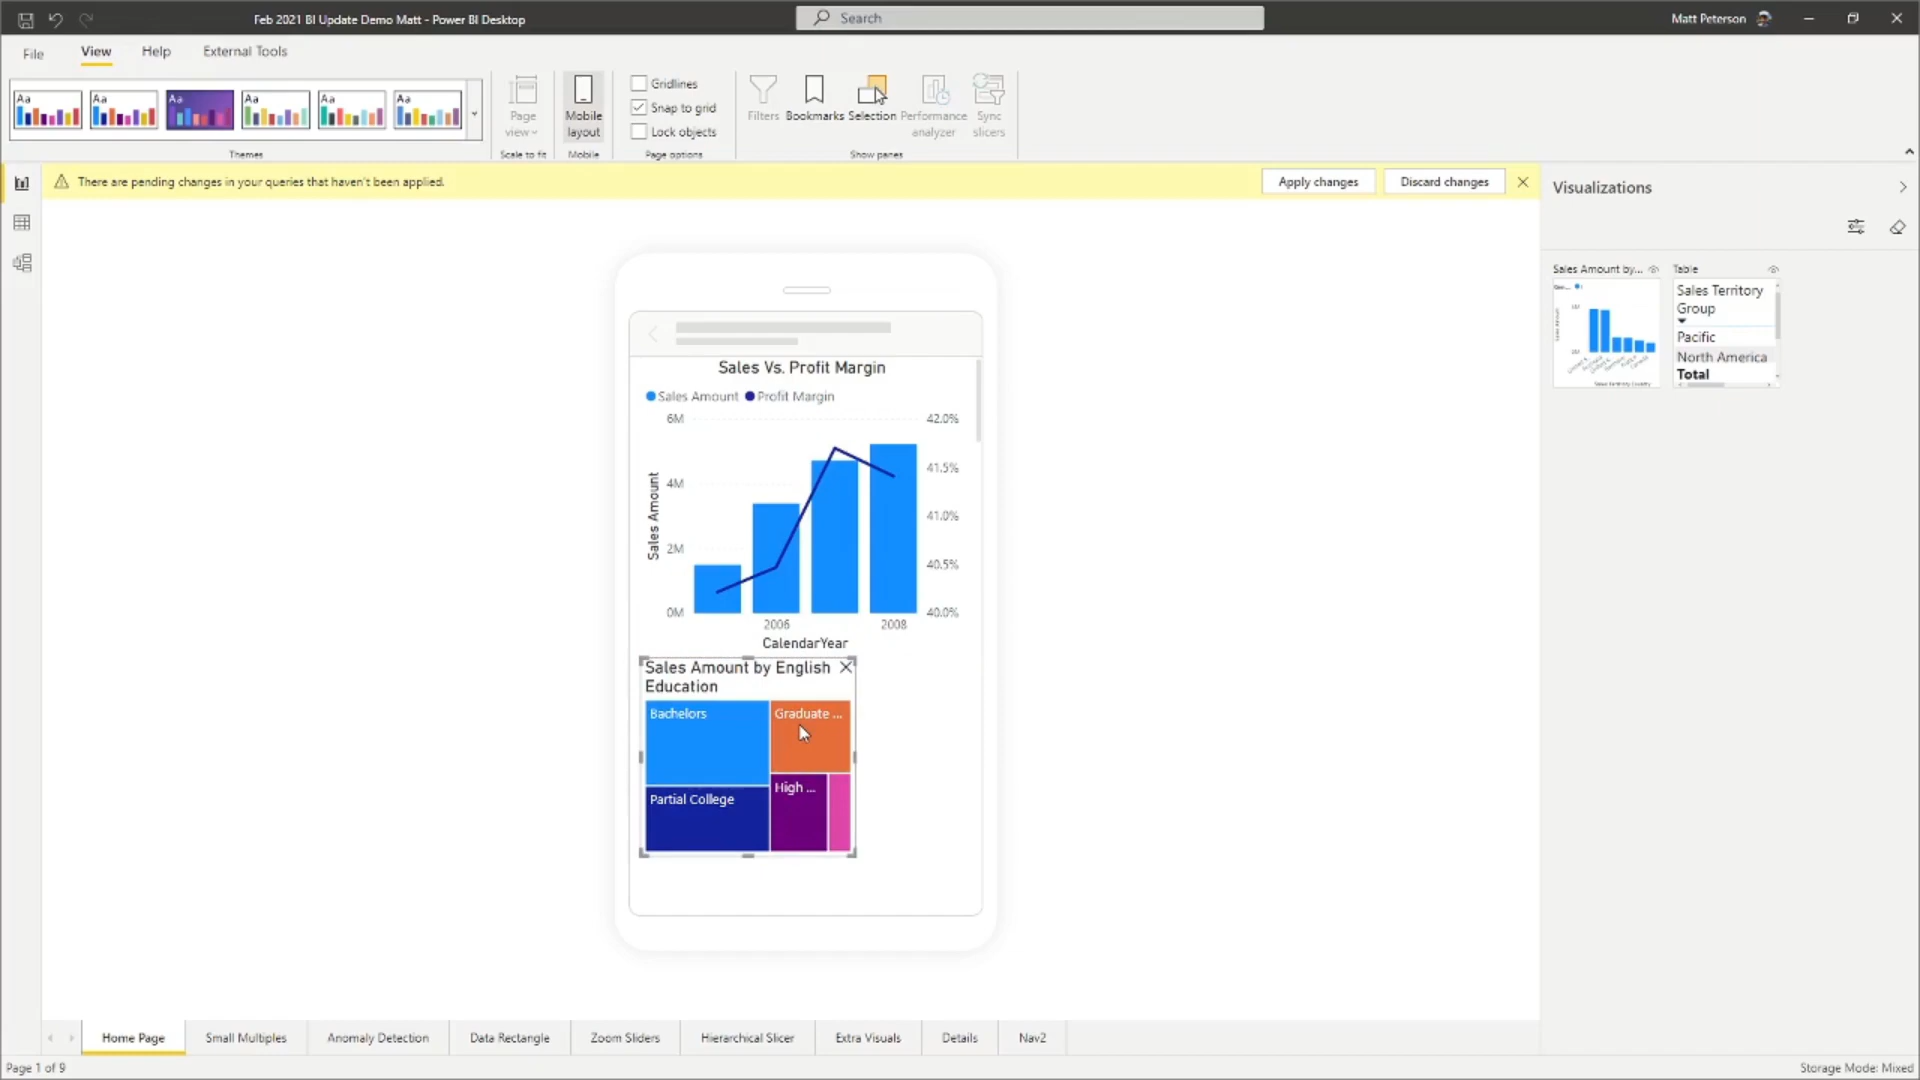 Feb 2021 BI Update Demo Matt - Power BI Desktop
Search
Matt Peterson
File
View
Help
External Tools
Aa
Aa
Aa
Aa
Aa
Aa
Themes
Page
view
Scale to fit
Mobile
layout
Mobile
Gridlines
Snap to grid
Lock objects
Page options
Filters
Bookmarks
Selection
Performance
analyzer
Sync
slicers
Show panes
There are pending changes in your queries that haven't been applied.
Apply changes
Discard changes
Visualizations
Sales Amount by...
Table
Sales Territory
Group
Pacific
North America
Total
Sales Vs. Profit Margin
Sales Amount
Profit Margin
6M
4M
2M
0M
Sales Amount
42.0%
41.5%
41.0%
40.5%
40.0%
2006
2008
CalendarYear
Sales Amount by English
Education
Bachelors
Graduate ...
Partial College
High ...
Home Page
Small Multiples
Anomaly Detection
Data Rectangle
Zoom Sliders
Hierarchical Slicer
Extra Visuals
Details
Nav2
Page 1 of 9
Storage Mode: Mixed